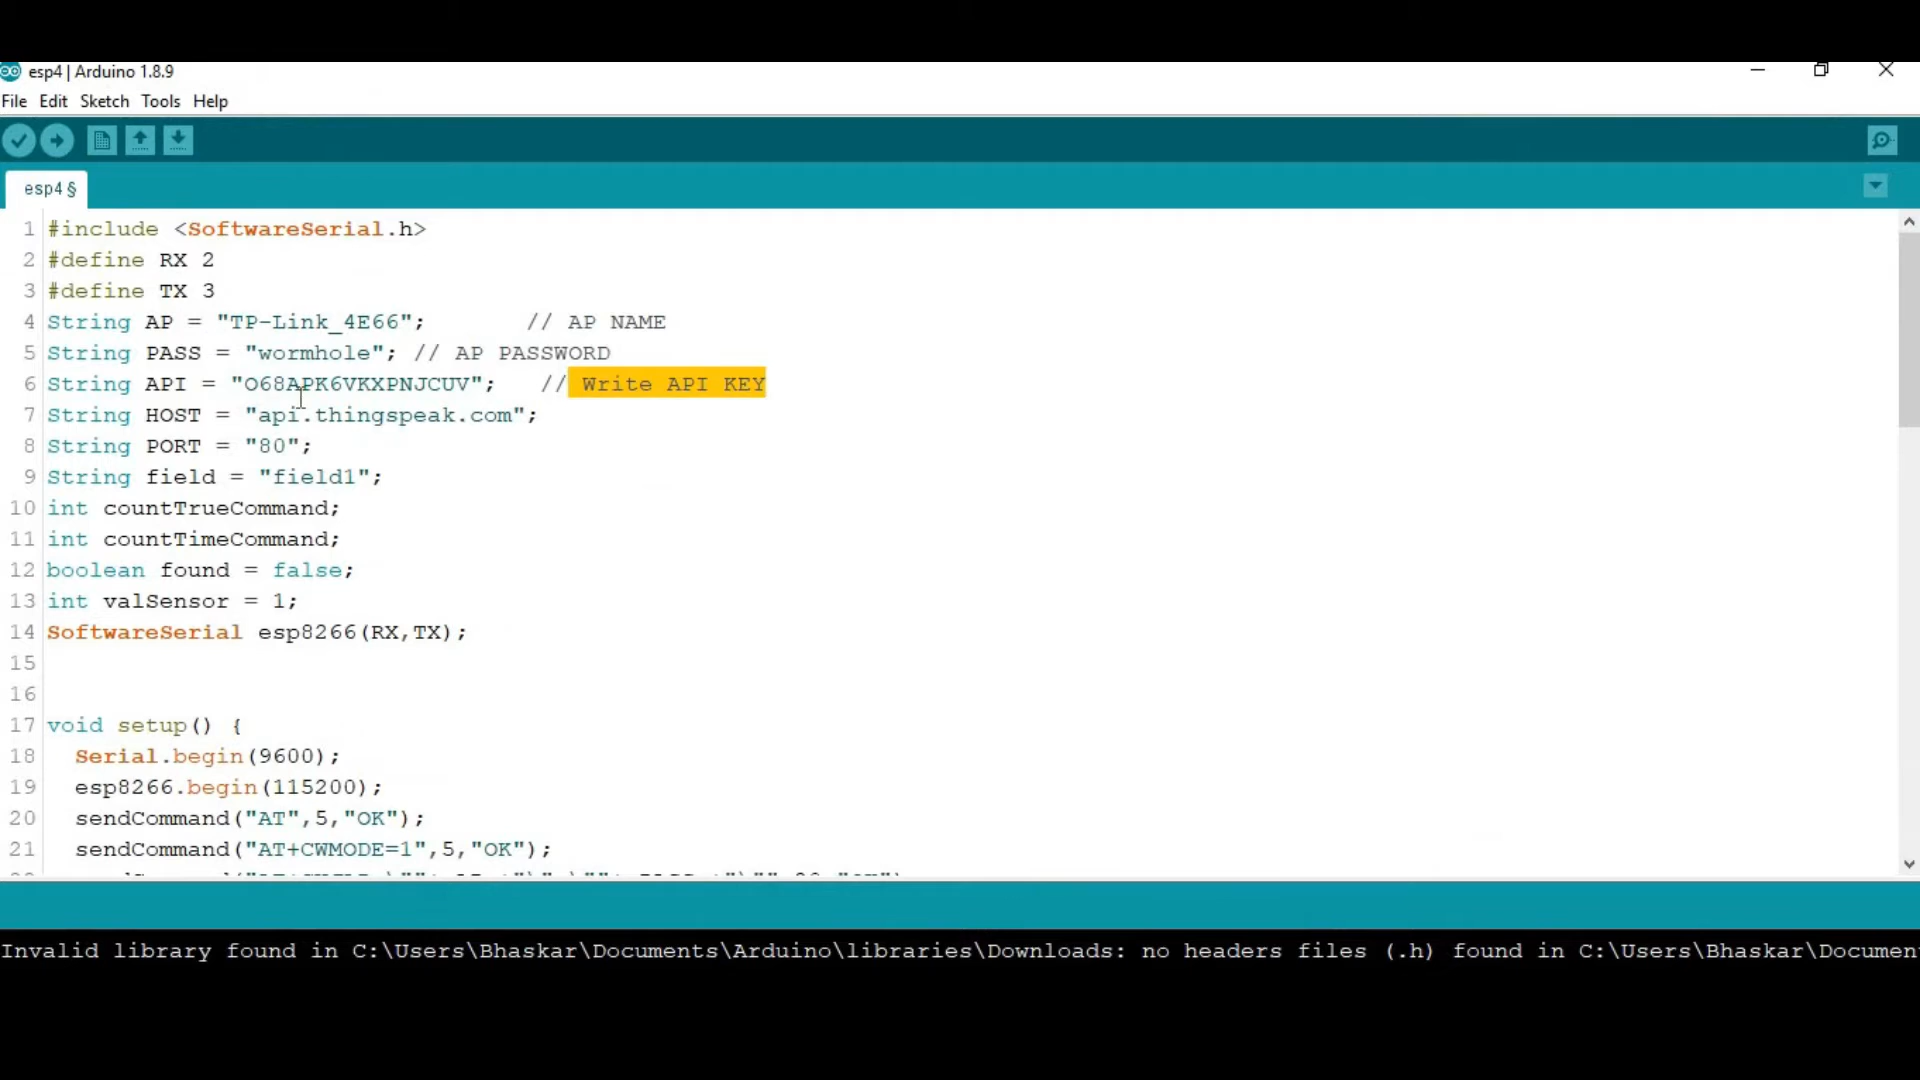 esp4 | Arduino 1.8.9
File Edit Sketch Tools Help
esp4 §
1 #include <SoftwareSerial.h>
2 #define RX 2
3 #define TX 3
4 String AP = "TP-Link_4E66"; // AP NAME
5 String PASS = "wormhole"; // AP PASSWORD
6 String API = "O68APK6VKXPNJCUV"; // Write API KEY
7 String HOST = "api.thingspeak.com";
8 String PORT = "80";
9 String field = "field1";
10 int countTrueCommand;
11 int countTimeCommand;
12 boolean found = false;
13 int valSensor = 1;
14 SoftwareSerial esp8266(RX,TX);
15
16
17 void setup() {
18 Serial.begin(9600);
19 esp8266.begin(115200);
20 sendCommand("AT",5,"OK");
21 sendCommand("AT+CWMODE=1",5,"OK");
Invalid library found in C:\Users\Bhaskar\Documents\Arduino\libraries\Downloads: no headers files (.h) found in C:\Users\Bhaskar\Documen